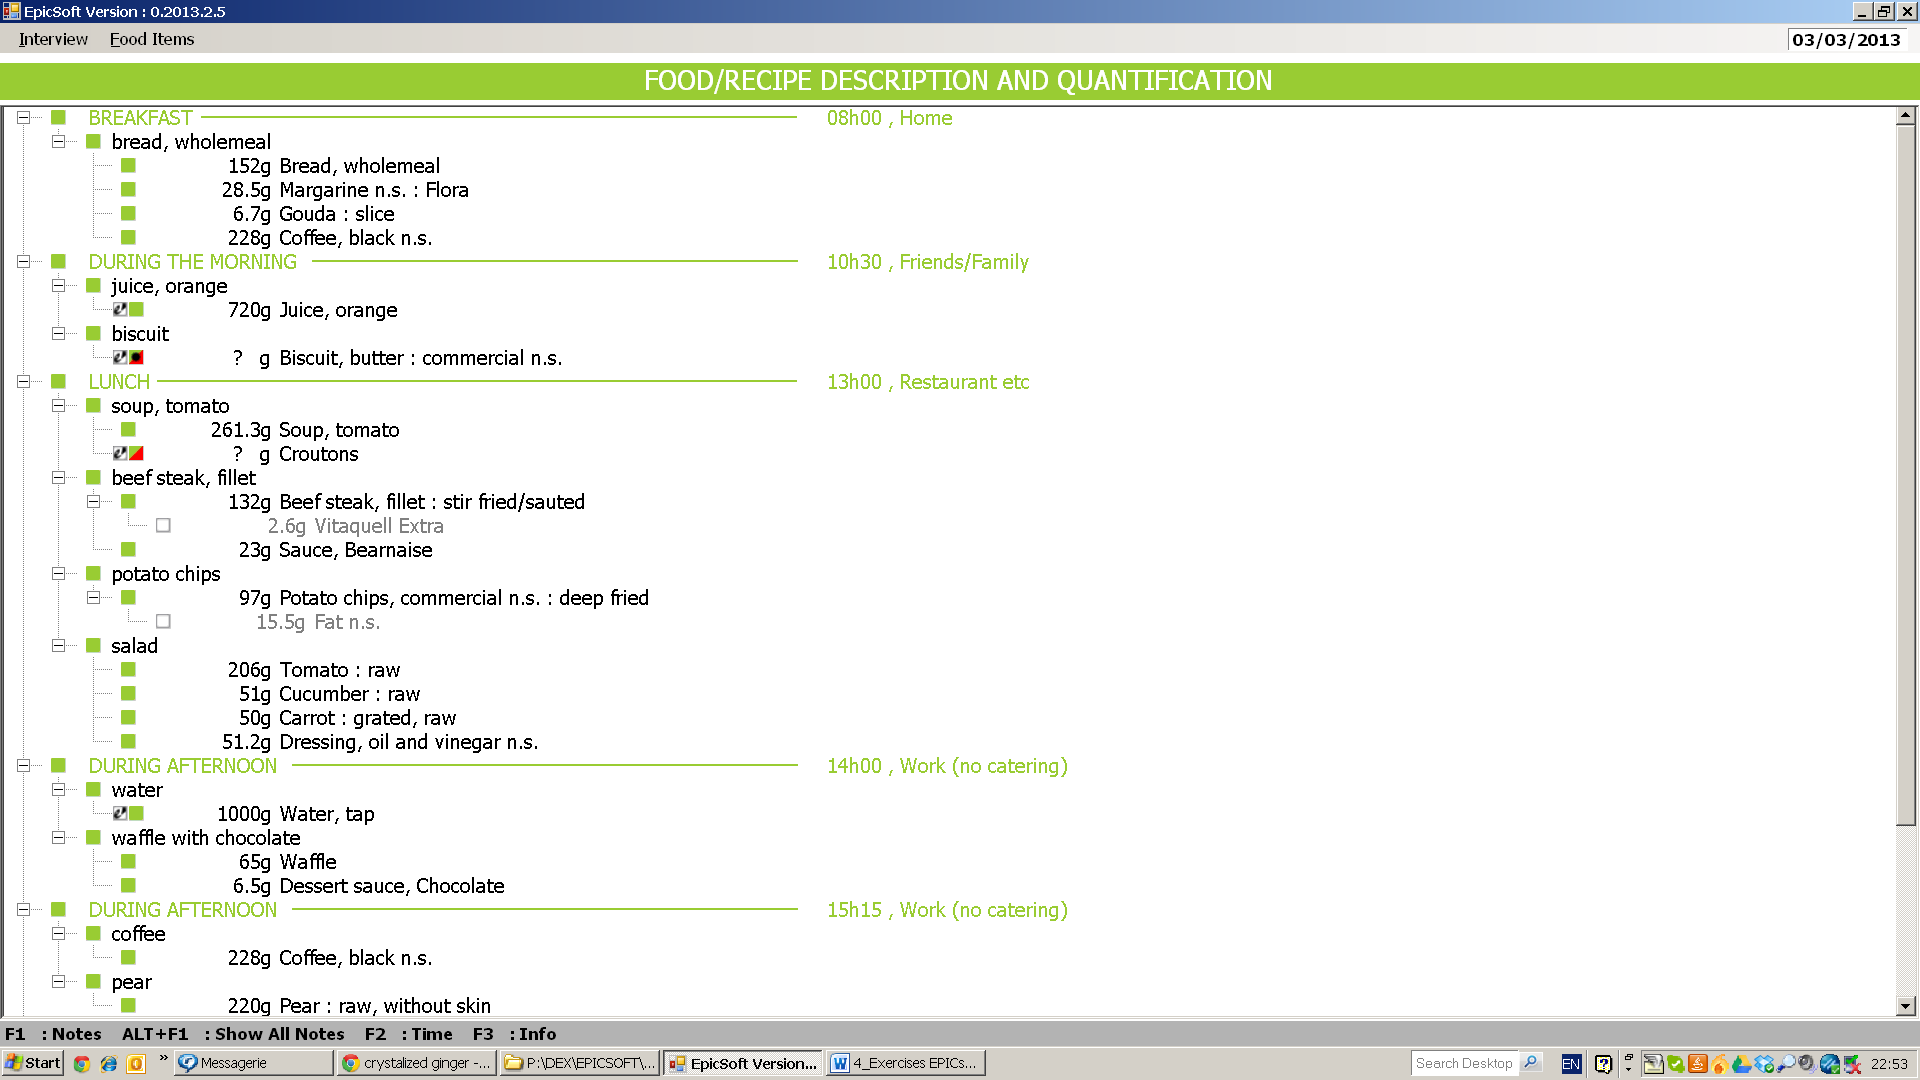 EpicSoft Version : 0.2013.2.5
Interview Food Items 03/03/2013
FOOD/RECIPE DESCRIPTION AND QUANTIFICATION
BREAKFAST 08h00 , Home
bread, wholemeal
152g Bread, wholemeal
28.5g Margarine n.s. : Flora
6.7g Gouda : slice
228g Coffee, black n.s.
DURING THE MORNING 10h30 , Friends/Family
juice, orange
720g Juice, orange
biscuit
? g Biscuit, butter : commercial n.s.
LUNCH 13h00 , Restaurant etc
soup, tomato
261.3g Soup, tomato
? g Croutons
beef steak, fillet
132g Beef steak, fillet : stir fried/sauted
2.6g Vitaquell Extra
23g Sauce, Bearnaise
potato chips
97g Potato chips, commercial n.s. : deep fried
15.5g Fat n.s.
salad
206g Tomato : raw
51g Cucumber : raw
50g Carrot : grated, raw
51.2g Dressing, oil and vinegar n.s.
DURING AFTERNOON 14h00 , Work (no catering)
water
1000g Water, tap
waffle with chocolate
65g Waffle
6.5g Dessert sauce, Chocolate
DURING AFTERNOON 15h15 , Work (no catering)
coffee
228g Coffee, black n.s.
pear
220g Pear : raw, without skin
F1 : Notes ALT+F1 : Show All Notes F2 : Time F3 : Info
Start » Messagerie crystalized ginger -... P:\DEX\EPICSOFT\... EpicSoft Version... 4_Exercises EPICs... Search Desktop EN 22:53